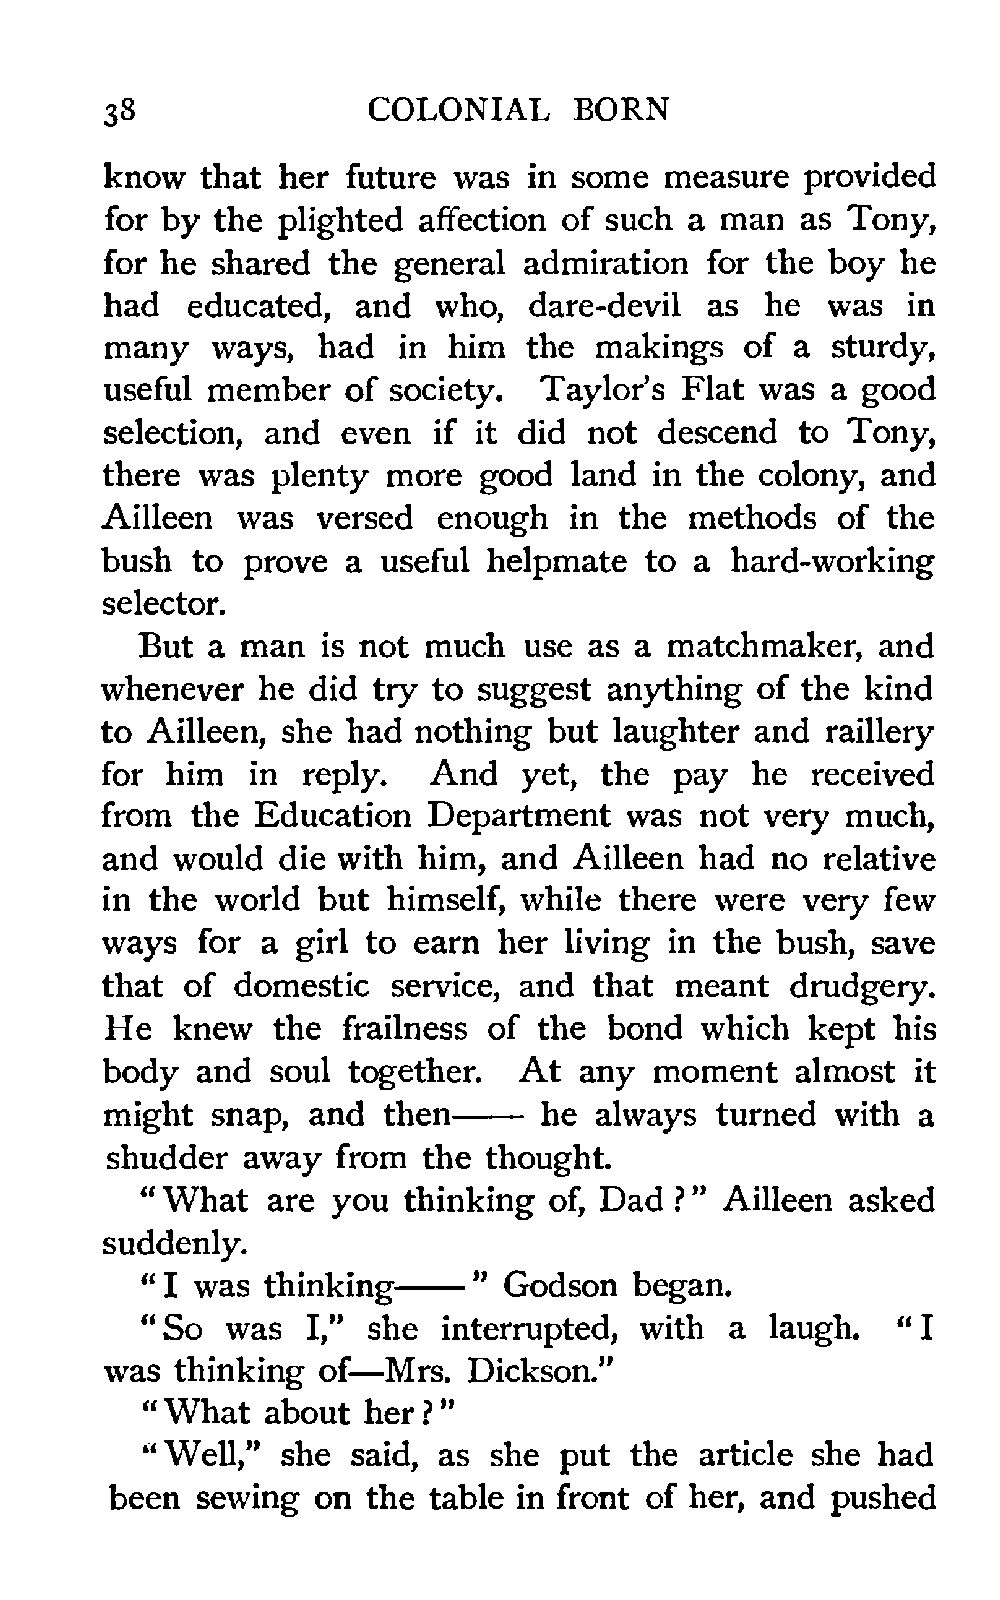 38 COLONIAL BORN
know that her future was in some measure provided
for by the plighted affection of such a man as Tony,
for he shared the general admiration for the boy he
had educated, and who, dare-devil as he was in
many ways, had in him the makings of a sturdy,
useful member of society. Taylor's Flat was a good
selection, and even if it did not descend to Tony,
there was plenty more good land in the colony, and
Ailleen was versed enough in the methods of the
bush to prove a useful helpmate to a hard-working
selector.
But a man is not much use as a matchmaker, and
whenever he did try to suggest anything of the kind
to Ailleen, she had nothing but laughter and raillery
for him in reply. And yet, the pay he received
from the Education Department was not very much,
and would die with him, and Ailleen had no relative
in the world but himself, while there were very few
ways for a girl to earn her living in the bush, save
that of domestic service, and that meant drudgery.
He knew the frailness of the bond which kept his
body and soul together. At any moment almost it
might snap, and then—— he always turned with a
shudder away from the thought.
"What are you thinking of, Dad?" Ailleen asked
suddenly.
"I was thinking——" Godson began.
"So was I," she interrupted, with a laugh. "I
was thinking of—Mrs. Dickson."
"What about her?"
"Well," she said, as she put the article she had
been sewing on the table in front of her, and pushed